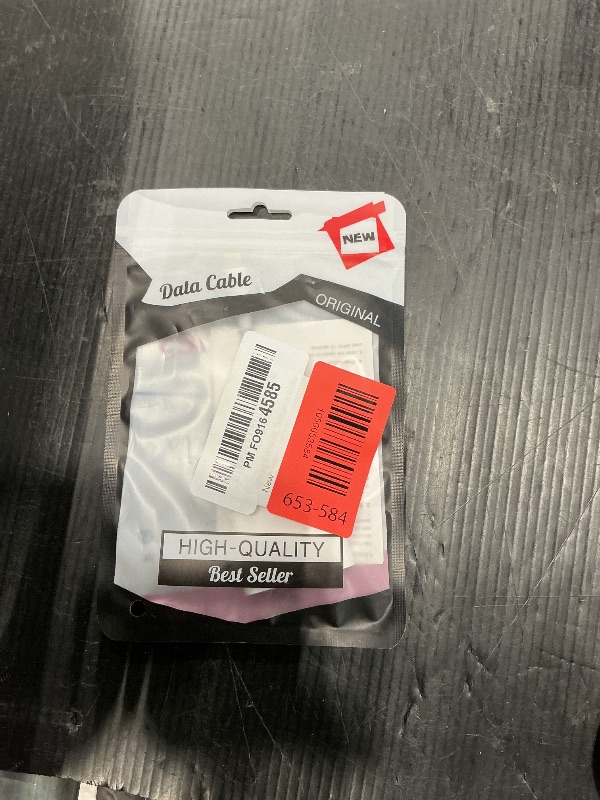 NEW
Data Cable
ORIGINAL
PM FO916 4585
New
653-584
HIGH-QUALITY
Best Seller